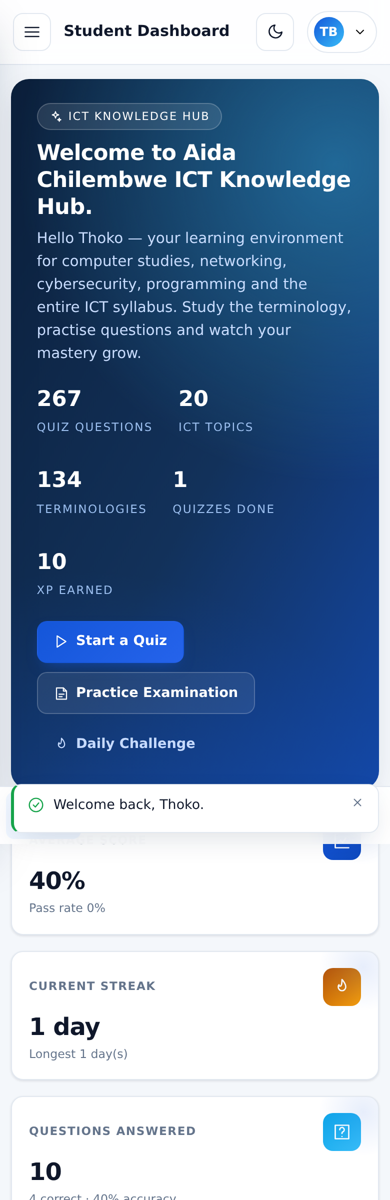 Student Dashboard
TB
ICT KNOWLEDGE HUB
Welcome to Aida
Chilembwe ICT Knowledge
Hub.
Hello Thoko — your learning environment
for computer studies, networking,
cybersecurity, programming and the
entire ICT syllabus. Study the terminology,
practise questions and watch your
mastery grow.
267
QUIZ QUESTIONS
20
ICT TOPICS
134
TERMINOLOGIES
1
QUIZZES DONE
10
XP EARNED
Start a Quiz
Practice Examination
Daily Challenge
Welcome back, Thoko.
40%
Pass rate 0%
CURRENT STREAK
1 day
Longest 1 day(s)
QUESTIONS ANSWERED
10
4 correct · 40% accuracy